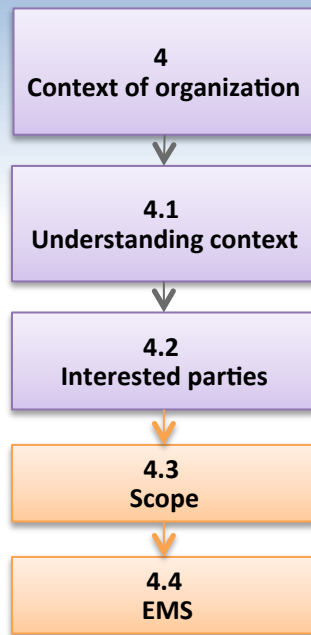 4
Context of organization
4.1
Understanding context
4.2
Interested parties
4.3
Scope
4.4
EMS